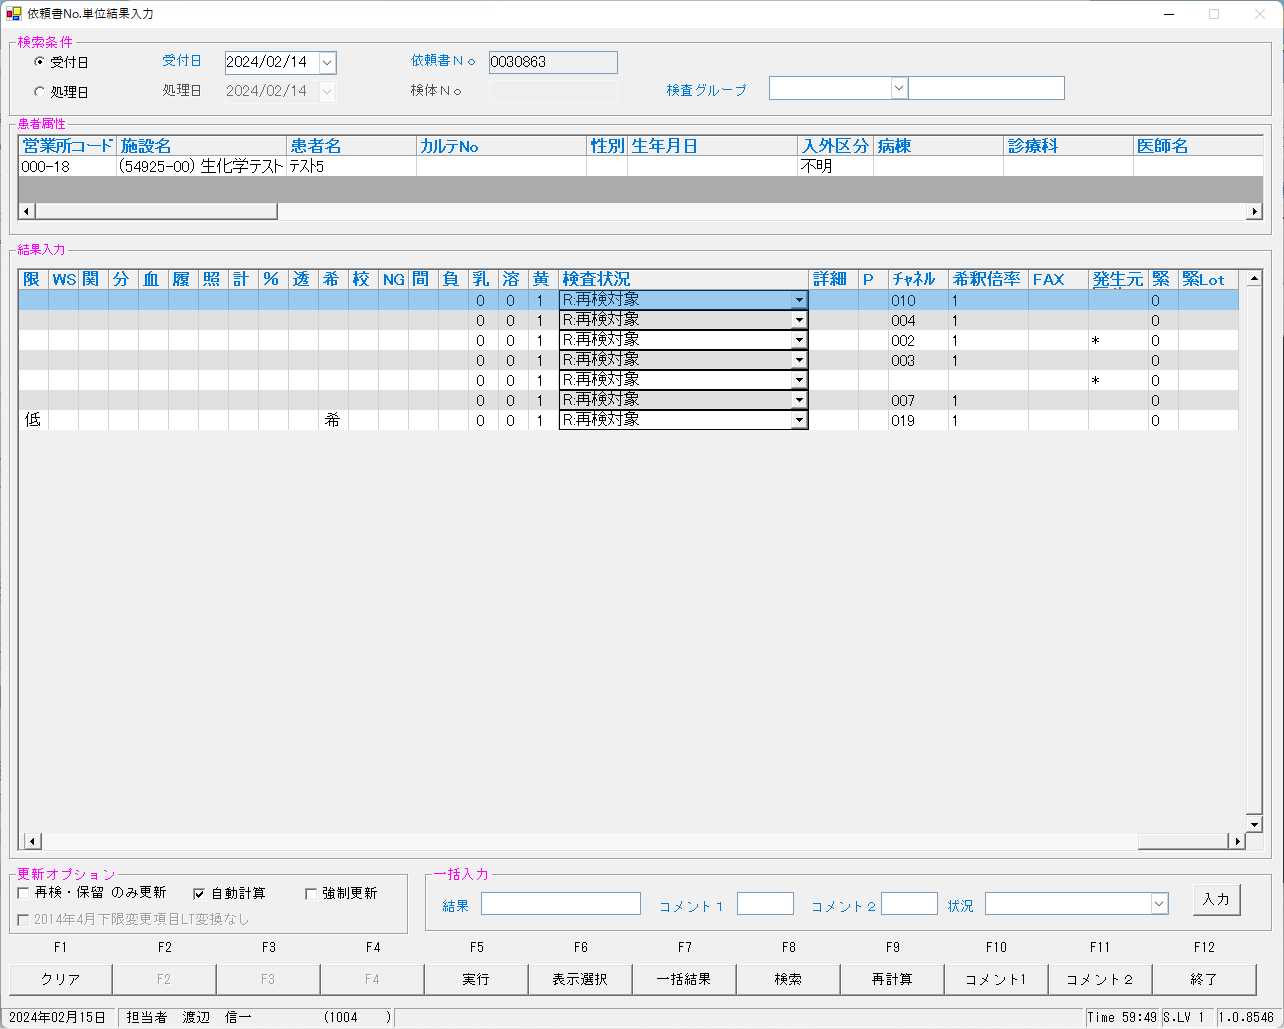 依頼書No.単位結果入力
検索条件
受付日 受付日 2024/02/14 依頼書Ｎｏ 0030863
処理日 処理日 2024/02/14 検体Ｎｏ 検査グループ
患者属性
営業所コード 施設名 患者名 カルテNo 性別 生年月日 入外区分 病棟 診療科 医師名
000-18 (54925-00) 生化学テスト ﾃｽﾄ5 不明
結果入力
限 WS 関 分 血 履 照 計 % 透 希 校 NG 間 負 乳 溶 黄 検査状況 詳細 P ﾁｬﾈﾙ 希釈倍率 FAX 発生元 緊 緊Lot
0 0 1 R:再検対象 010 1 0
0 0 1 R:再検対象 004 1 0
0 0 1 R:再検対象 002 1 * 0
0 0 1 R:再検対象 003 1 0
0 0 1 R:再検対象 * 0
0 0 1 R:再検対象 007 1 0
低 希 0 0 1 R:再検対象 019 1 0
更新オプション
再検・保留 のみ更新 自動計算 強制更新
2014年4月下限変更項目LT変換なし
一括入力
結果 コメント１ コメント２ 状況 入力
F1 F2 F3 F4 F5 F6 F7 F8 F9 F10 F11 F12
クリア F2 F3 F4 実行 表示選択 一括結果 検索 再計算 コメント1 コメント２ 終了
2024年02月15日 担当者 渡辺 信一 (1004 ) Time 59:49 S.LV 1 1.0.8546